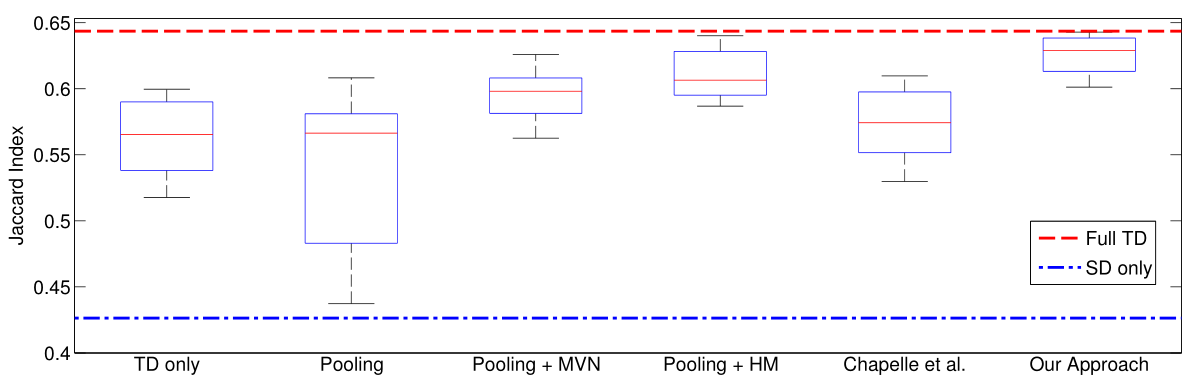 0.65
0.6
0.55
0.5
0.45
0.4
Jaccard Index
Full TD
SD only
TD only
Pooling
Pooling + MVN
Pooling + HM
Chapelle et al.
Our Approach